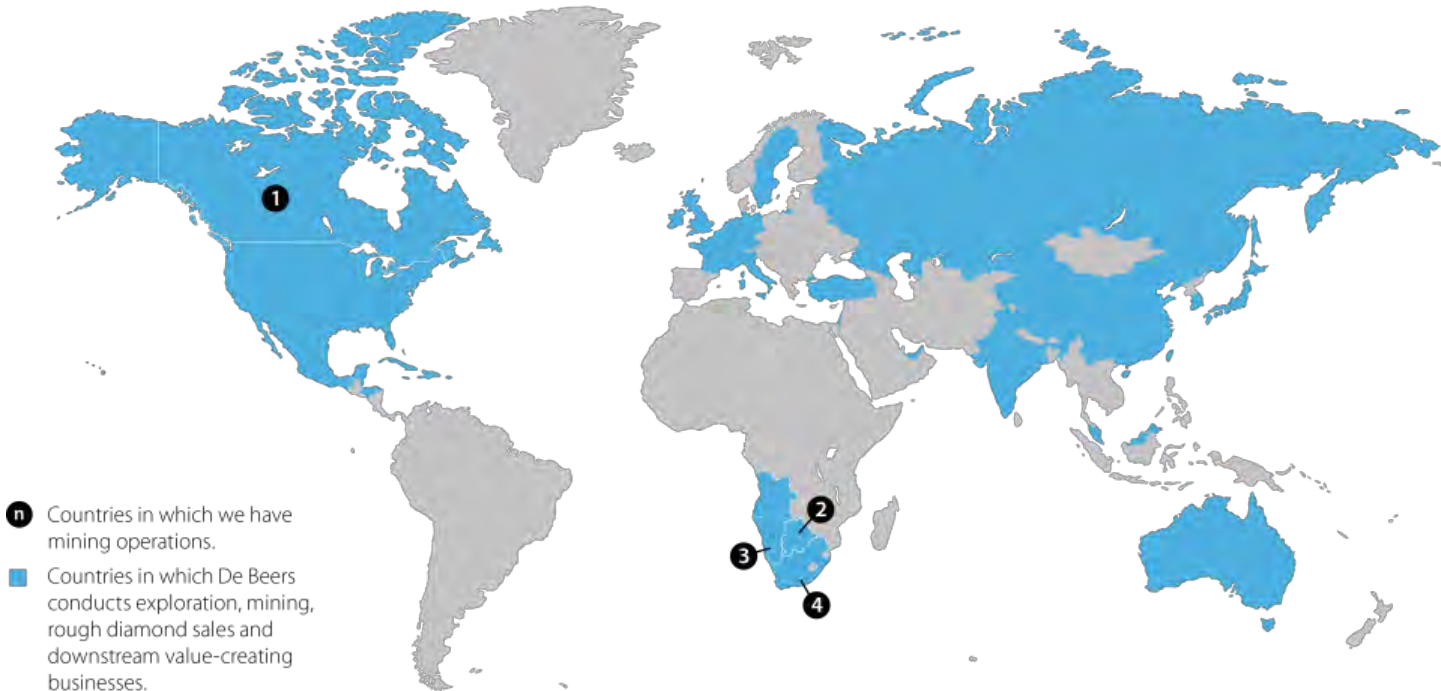 1
2
3
4
n Countries in which we have
mining operations.
Countries in which De Beers
conducts exploration, mining,
rough diamond sales and
downstream value-creating
businesses.